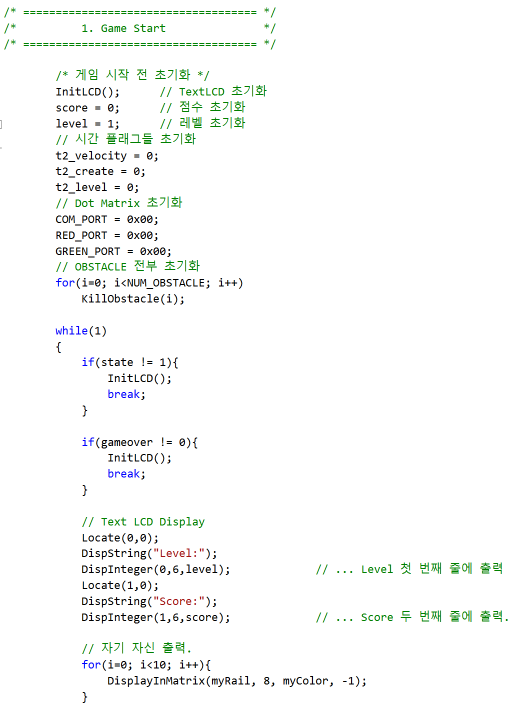 /* ==================================== */
/* 1. Game Start */
/* ==================================== */
/* 게임 시작 전 초기화 */
InitLCD(); // TextLCD 초기화
score = 0; // 점수 초기화
level = 1; // 레벨 초기화
// 시간 플래그들 초기화
t2_velocity = 0;
t2_create = 0;
t2_level = 0;
// Dot Matrix 초기화
COM_PORT = 0x00;
RED_PORT = 0x00;
GREEN_PORT = 0x00;
// OBSTACLE 전부 초기화
for(i=0; i<NUM_OBSTACLE; i++)
KillObstacle(i);
while(1)
{
if(state != 1){
InitLCD();
break;
}
if(gameover != 0){
InitLCD();
break;
}
// Text LCD Display
Locate(0,0);
DispString("Level:");
DispInteger(0,6,level); // ... Level 첫 번째 줄에 출력
Locate(1,0);
DispString("Score:");
DispInteger(1,6,score); // ... Score 두 번째 줄에 출력.
// 자기 자신 출력.
for(i=0; i<10; i++){
DisplayInMatrix(myRail, 8, myColor, -1);
}